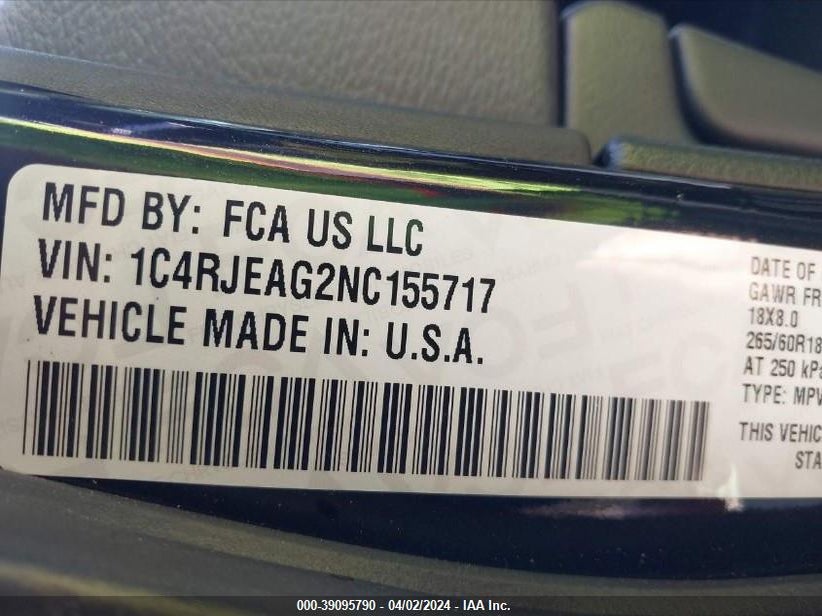 MFD BY: FCA US LLC
VIN: 1C4RJEAG2NC155717
VEHICLE MADE IN: U.S.A.
DATE OF
GAWR FR
18X8.0
265/60R18
AT 250 kPa
TYPE: MPV
THIS VEHIC
STA
000-39095790 - 04/02/2024 - IAA Inc.